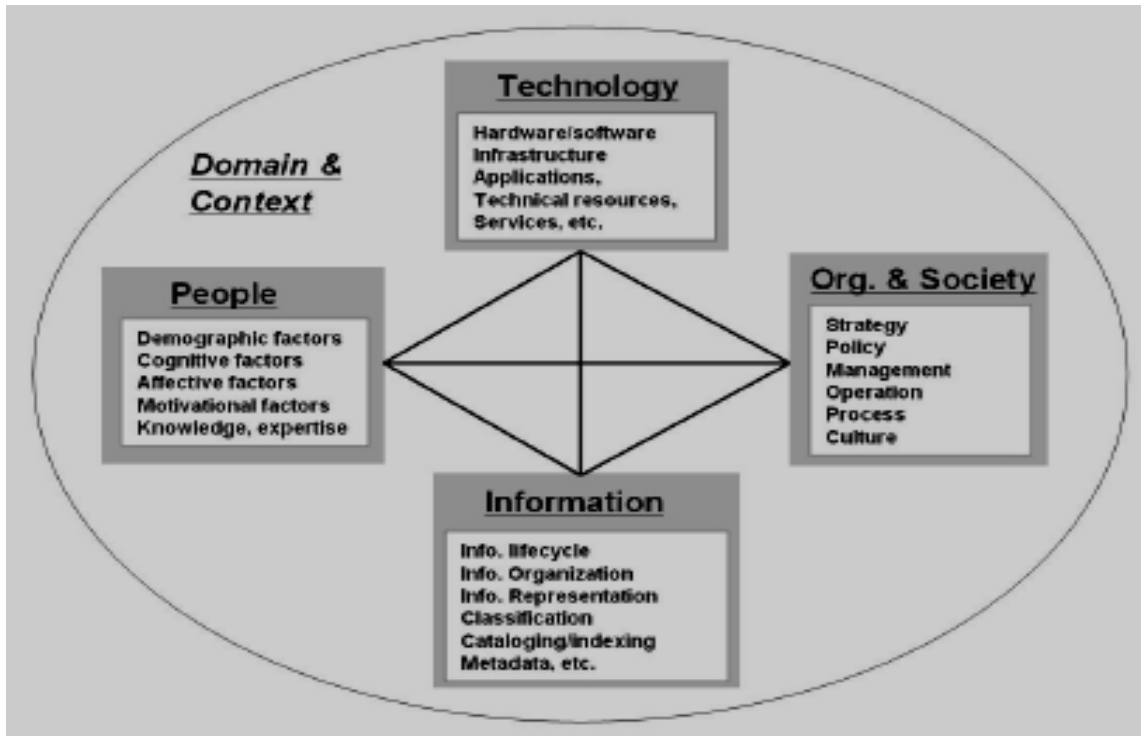 Technology
Hardware/software
Infrastructure
Applications,
Technical resources,
Services, etc.
Domain &
Context
People
Demographic factors
Cognitive factors
Affective factors
Motivational factors
Knowledge, expertise
Org. & Society
Strategy
Policy
Management
Operation
Process
Culture
Information
Info. lifecycle
Info. Organization
Info. Representation
Classification
Cataloging/indexing
Metadata, etc.